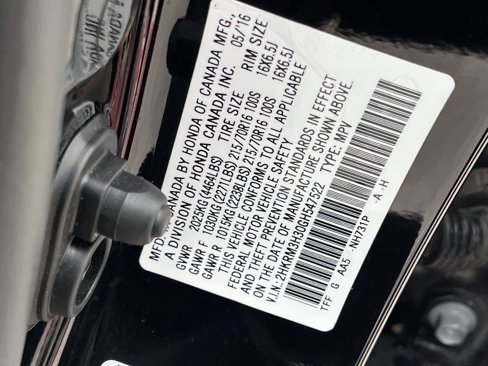 MFD. CANADA BY HONDA OF CANADA MFG.,
A DIVISION OF HONDA CANADA INC. 05/16
GVWR 2025KG(4464LBS) TIRE SIZE RIM SIZE
GAWR F 1030KG(2271LBS) 215/70R16 100S 16X6.5J
GAWR R 1015KG(2238LBS) 215/70R16 100S 16X6.5J
THIS VEHICLE CONFORMS TO ALL APPLICABLE
FEDERAL MOTOR VEHICLE SAFETY
AND THEFT PREVENTION STANDARDS IN EFFECT
ON THE DATE OF MANUFACTURE SHOWN ABOVE.
V.I.N.:2HKRM3H30GH547522 TYPE: MPV
TFF G AA5 - NH731P -A -H